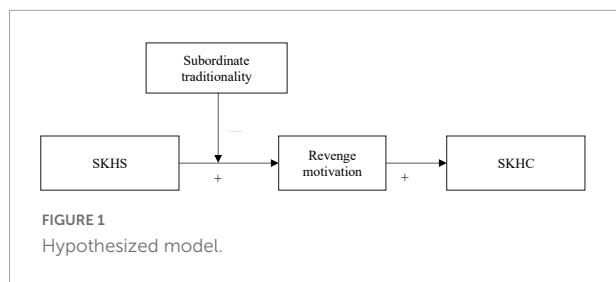 Subordinate
traditionality
—
SKHS
+
Revenge
motivation
+
SKHC
FIGURE 1
Hypothesized model.